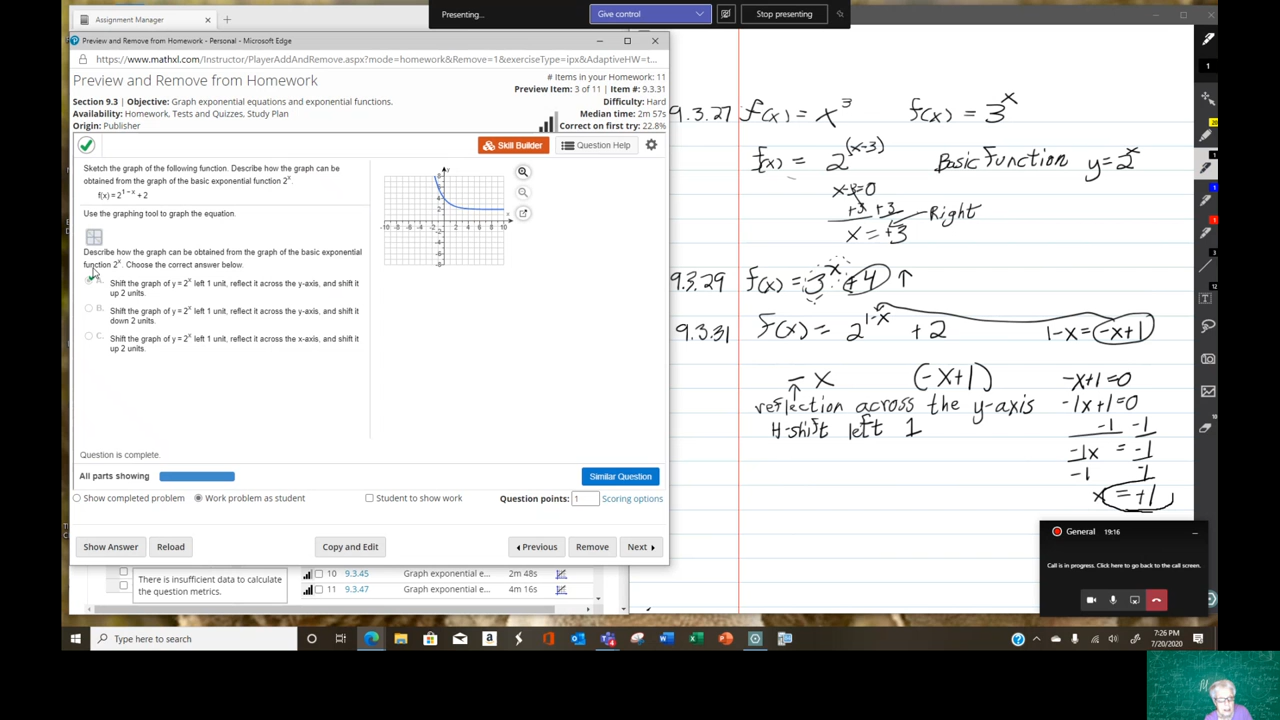 Presenting...
Give control
Stop presenting
Assignment Manager
Preview and Remove from Homework - Personal - Microsoft Edge
https://www.mathxl.com/Instructor/PlayerAddAndRemove.aspx?mode=homework&Remove=1&exerciseType=ipx&AdaptiveHW=t...
Preview and Remove from Homework
# Items in your Homework: 11
Preview Item: 3 of 11 | Item #: 9.3.31
Section 9.3 | Objective: Graph exponential equations and exponential functions.
Difficulty: Hard
Availability: Homework, Tests and Quizzes, Study Plan
Median time: 2m 57s
Origin: Publisher
Correct on first try: 22.8%
Skill Builder
Question Help
Sketch the graph of the following function. Describe how the graph can be
obtained from the graph of the basic exponential function 2^x.
f(x) = 2^(1-x) + 2
Use the graphing tool to graph the equation.
Describe how the graph can be obtained from the graph of the basic exponential
function 2^x. Choose the correct answer below.
Shift the graph of y = 2^x left 1 unit, reflect it across the y-axis, and shift it
up 2 units.
B. Shift the graph of y = 2^x left 1 unit, reflect it across the y-axis, and shift it
down 2 units.
C. Shift the graph of y = 2^x left 1 unit, reflect it across the x-axis, and shift it
up 2 units.
Question is complete.
All parts showing
Similar Question
Show completed problem
Work problem as student
Student to show work
Question points: 1
Scoring options
Show Answer
Reload
Copy and Edit
Previous
Remove
Next
There is insufficient data to calculate
the question metrics.
10 9.3.45 Graph exponential e... 2m 48s
11 9.3.47 Graph exponential e... 4m 16s
9.3.27 f(x) = x^3 f(x) = 3^x
f(x) = 2^(x-3) Basic Function y=2^x
x-3=0
+3 +3
x = +3
Right
9.3.29 f(x) = 3^x +4 ↑
9.3.31 f(x) = 2^(1-x) + 2 1-x = -x+1
- x (-x+1)
↑
reflection across the y-axis
H-shift left 1
-x+1=0
-1x+1=0
-1 -1
-1x = -1
-1 -1
x = +1
General 19:16
Call is in progress. Click here to go back to the call screen.
Type here to search
7:26 PM
7/20/2020